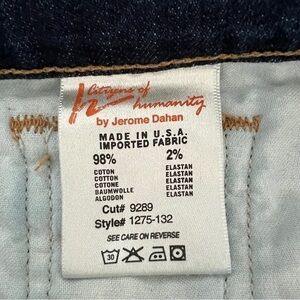 Citizens of
humanity
by Jerome Dahan
MADE IN U.S.A.
IMPORTED FABRIC
98% 2%
COTON ELASTAN
COTTON ELASTAN
COTONE ELASTAN
BAUMWOLLE ELASTAN
ALGODON ELASTAN
Cut# 9289
Style# 1275-132
SEE CARE ON REVERSE
30